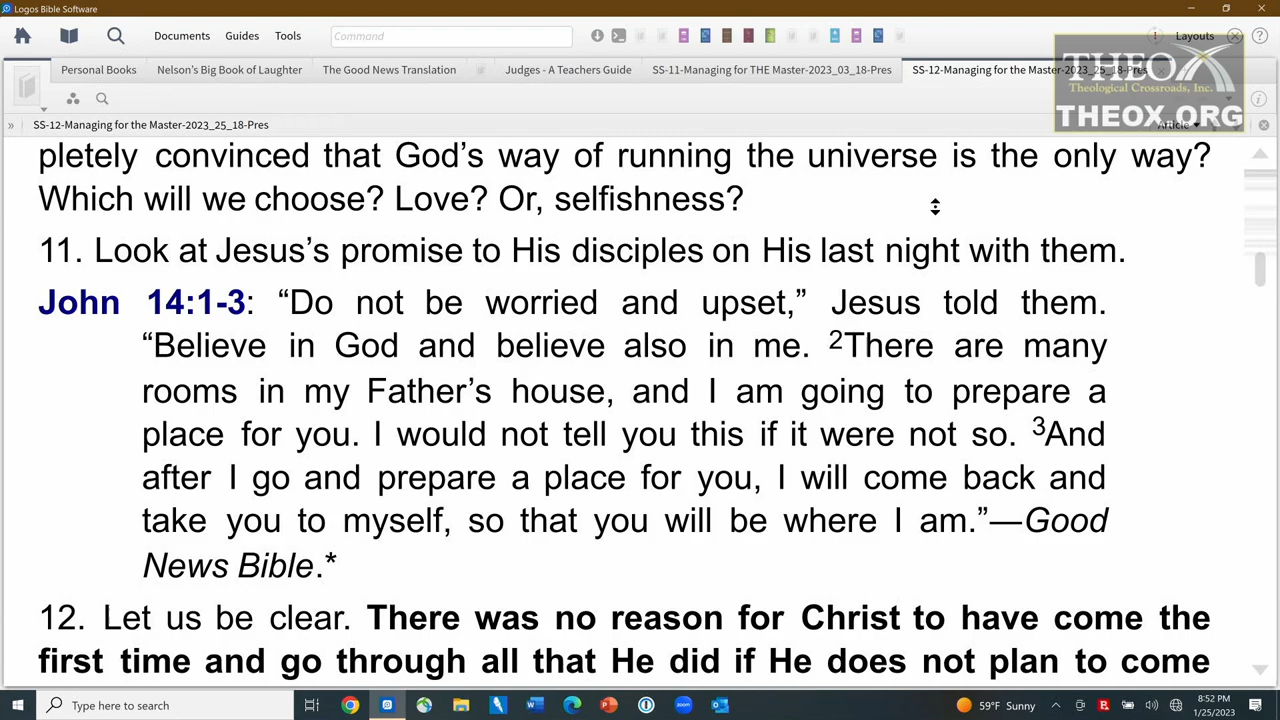 Logos Bible Software
Documents Guides Tools Command Layouts
Personal Books Nelson's Big Book of Laughter Judges - A Teachers Guide SS-11-Managing for THE Master-2023_03_18-Pres SS-12-Managing for the Master-2023_25_18-Pres
THEOX
Theological Crossroads, Inc.
THEOX.ORG
SS-12-Managing for the Master-2023_25_18-Pres Article
pletely convinced that God's way of running the universe is the only way?
Which will we choose? Love? Or, selfishness?
11. Look at Jesus's promise to His disciples on His last night with them.
John 14:1-3: “Do not be worried and upset,” Jesus told them.
“Believe in God and believe also in me. ²There are many
rooms in my Father's house, and I am going to prepare a
place for you. I would not tell you this if it were not so. ³And
after I go and prepare a place for you, I will come back and
take you to myself, so that you will be where I am.”—Good
News Bible.*
12. Let us be clear. There was no reason for Christ to have come the
first time and go through all that He did if He does not plan to come
Type here to search
59°F Sunny
8:52 PM
1/25/2023